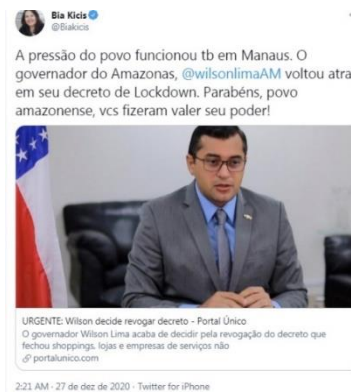 Bia Kicis
@Biakicis
A pressão do povo funcionou tb em Manaus. O
governador do Amazonas, @wilsonlimaAM voltou atra
em seu decreto de Lockdown. Parabéns, povo
amazonense, vcs fizeram valer seu poder!
URGENTE: Wilson decide revogar decreto - Portal Único
O governador Wilson Lima acaba de decidir pela revogação do decreto que
fechou shoppings, lojas e empresas de serviços não
portalunico.com
2:21 AM · 27 de dez de 2020 · Twitter for iPhone